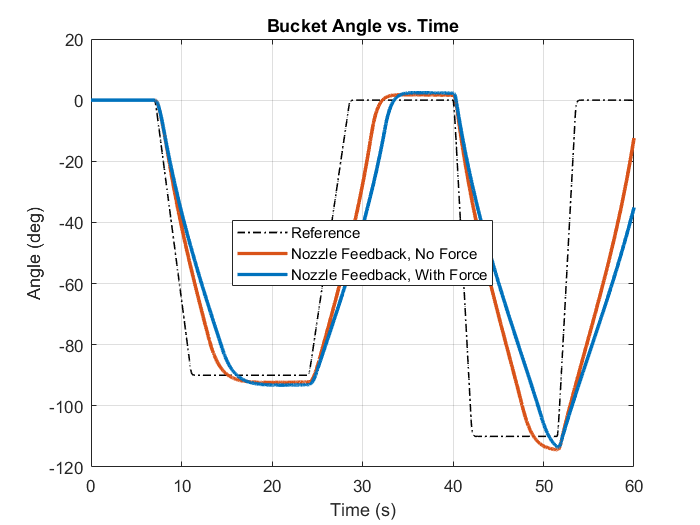 Bucket Angle vs. Time
20
0
-20
-40
-60
-80
-100
-120
Angle (deg)
Reference
Nozzle Feedback, No Force
Nozzle Feedback, With Force
0 10 20 30 40 50 60
Time (s)